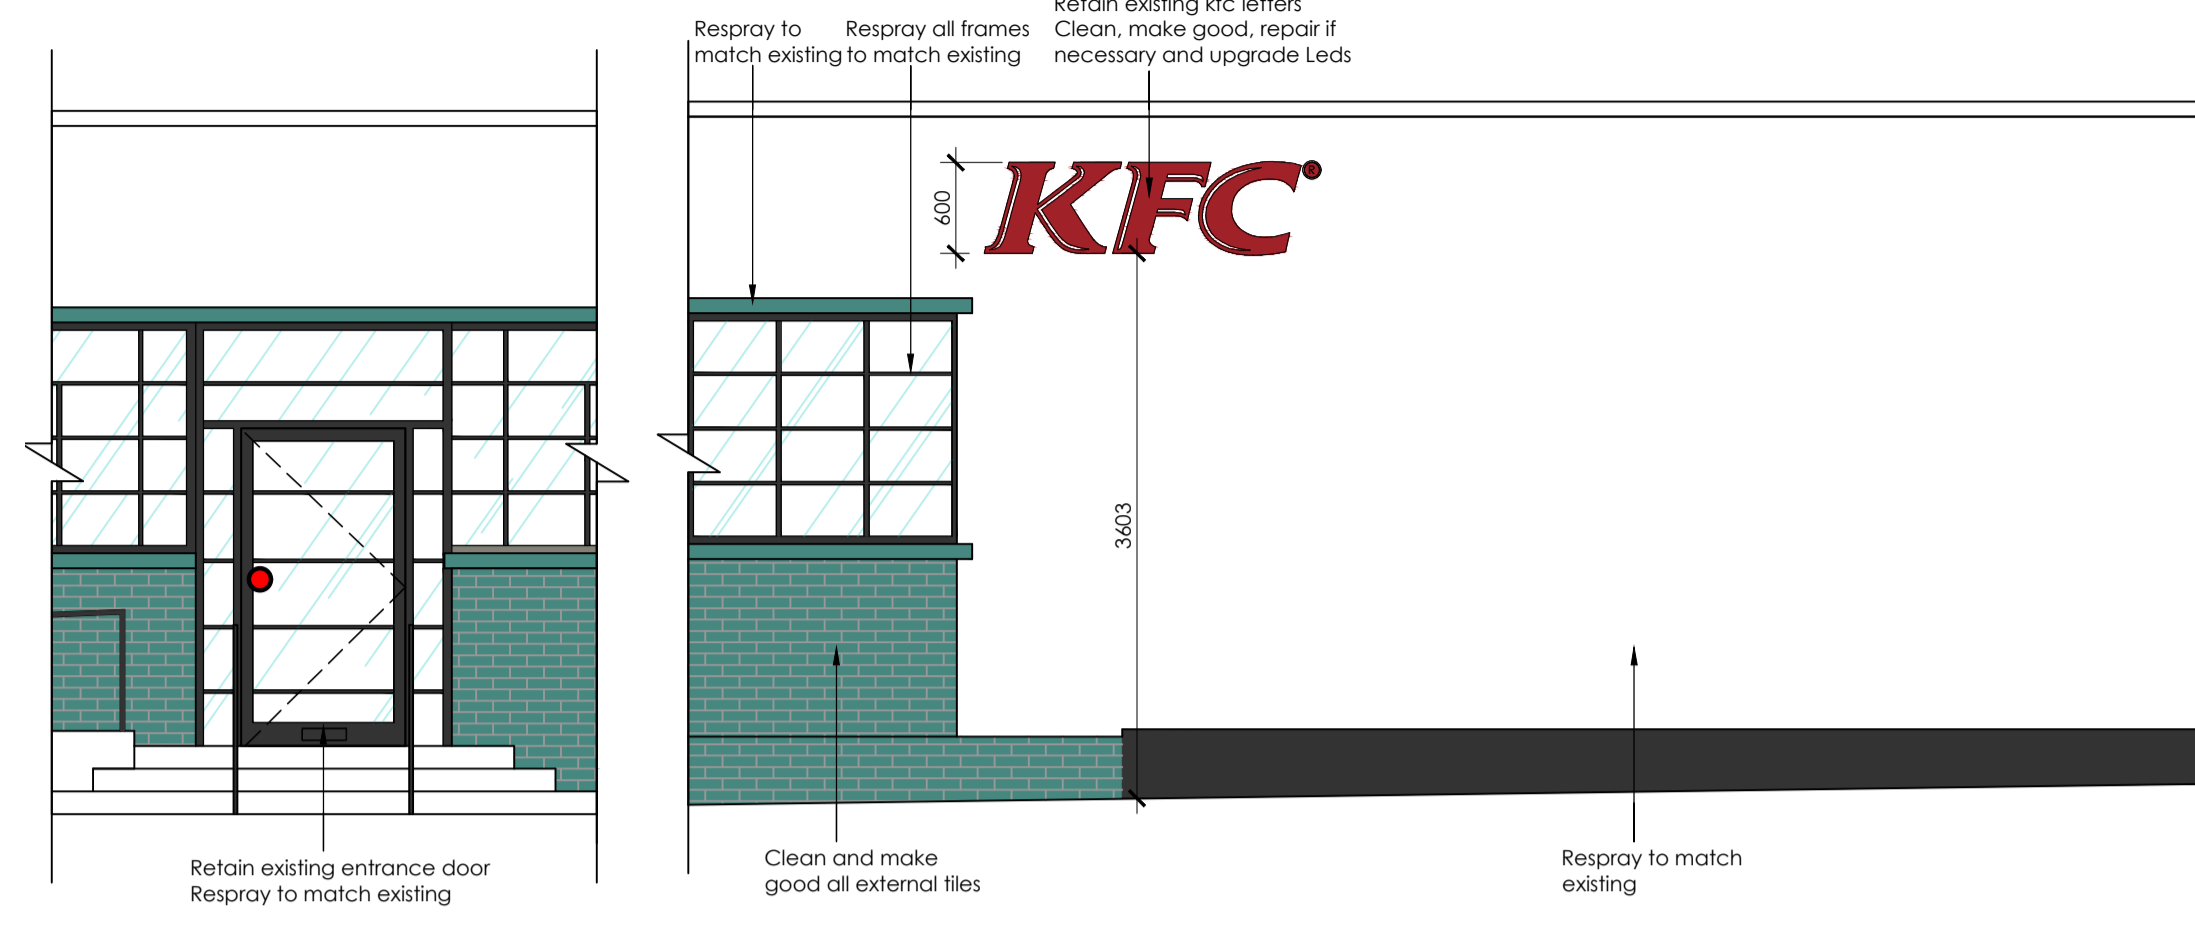 Retain existing kfc letters
Clean, make good, repair if
necessary and upgrade Leds
Respray to
match existing
Respray all frames
to match existing
KFC®
600
3603
Retain existing entrance door
Respray to match existing
Clean and make
good all external tiles
Respray to match
existing